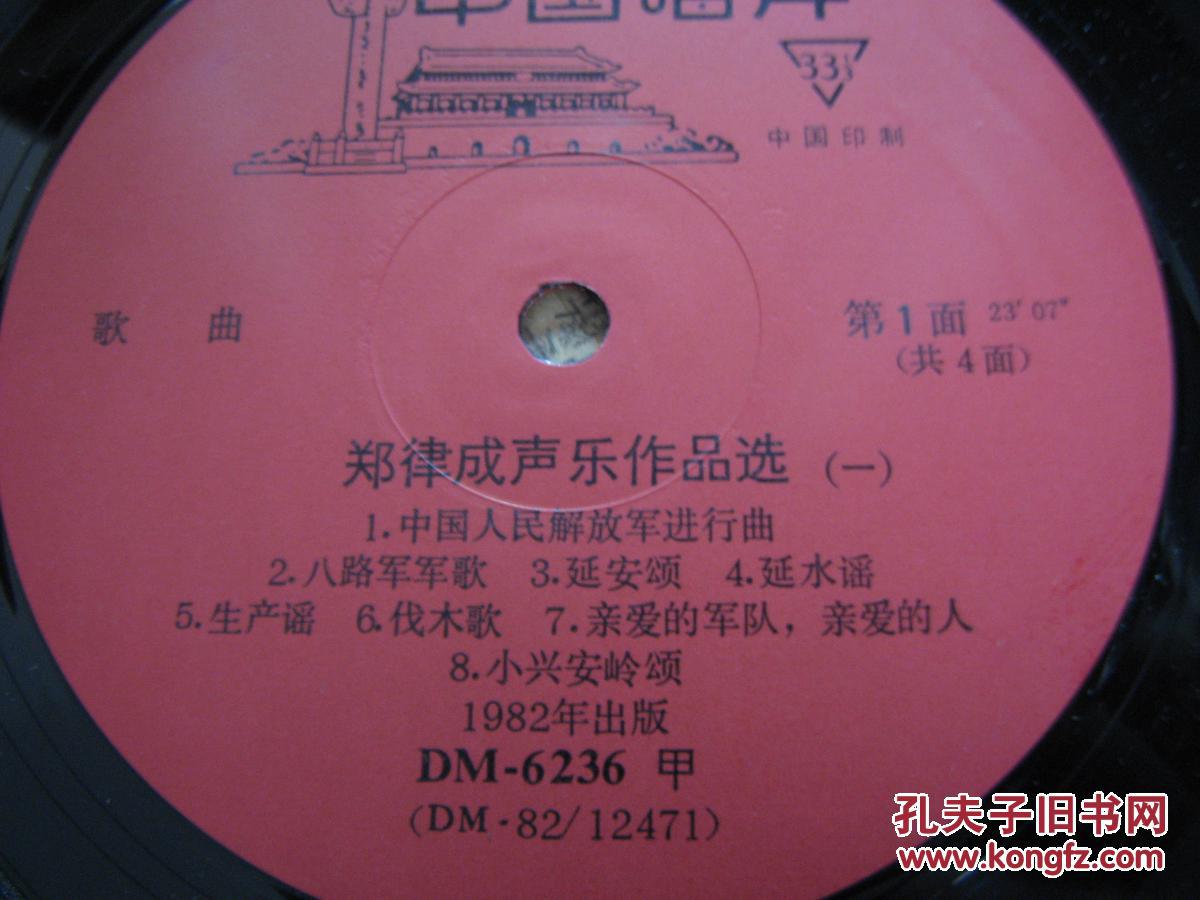 中国唱片
33⅓
中国印制
歌 曲
第1面 23′07″
(共4面)
郑律成声乐作品选 (一)
1.中国人民解放军进行曲
2.八路军军歌 3.延安颂 4.延水谣
5.生产谣 6.伐木歌 7.亲爱的军队，亲爱的人
8.小兴安岭颂
1982年出版
DM-6236 甲
(DM·82/12471)
孔夫子旧书网
www.kongfz.com